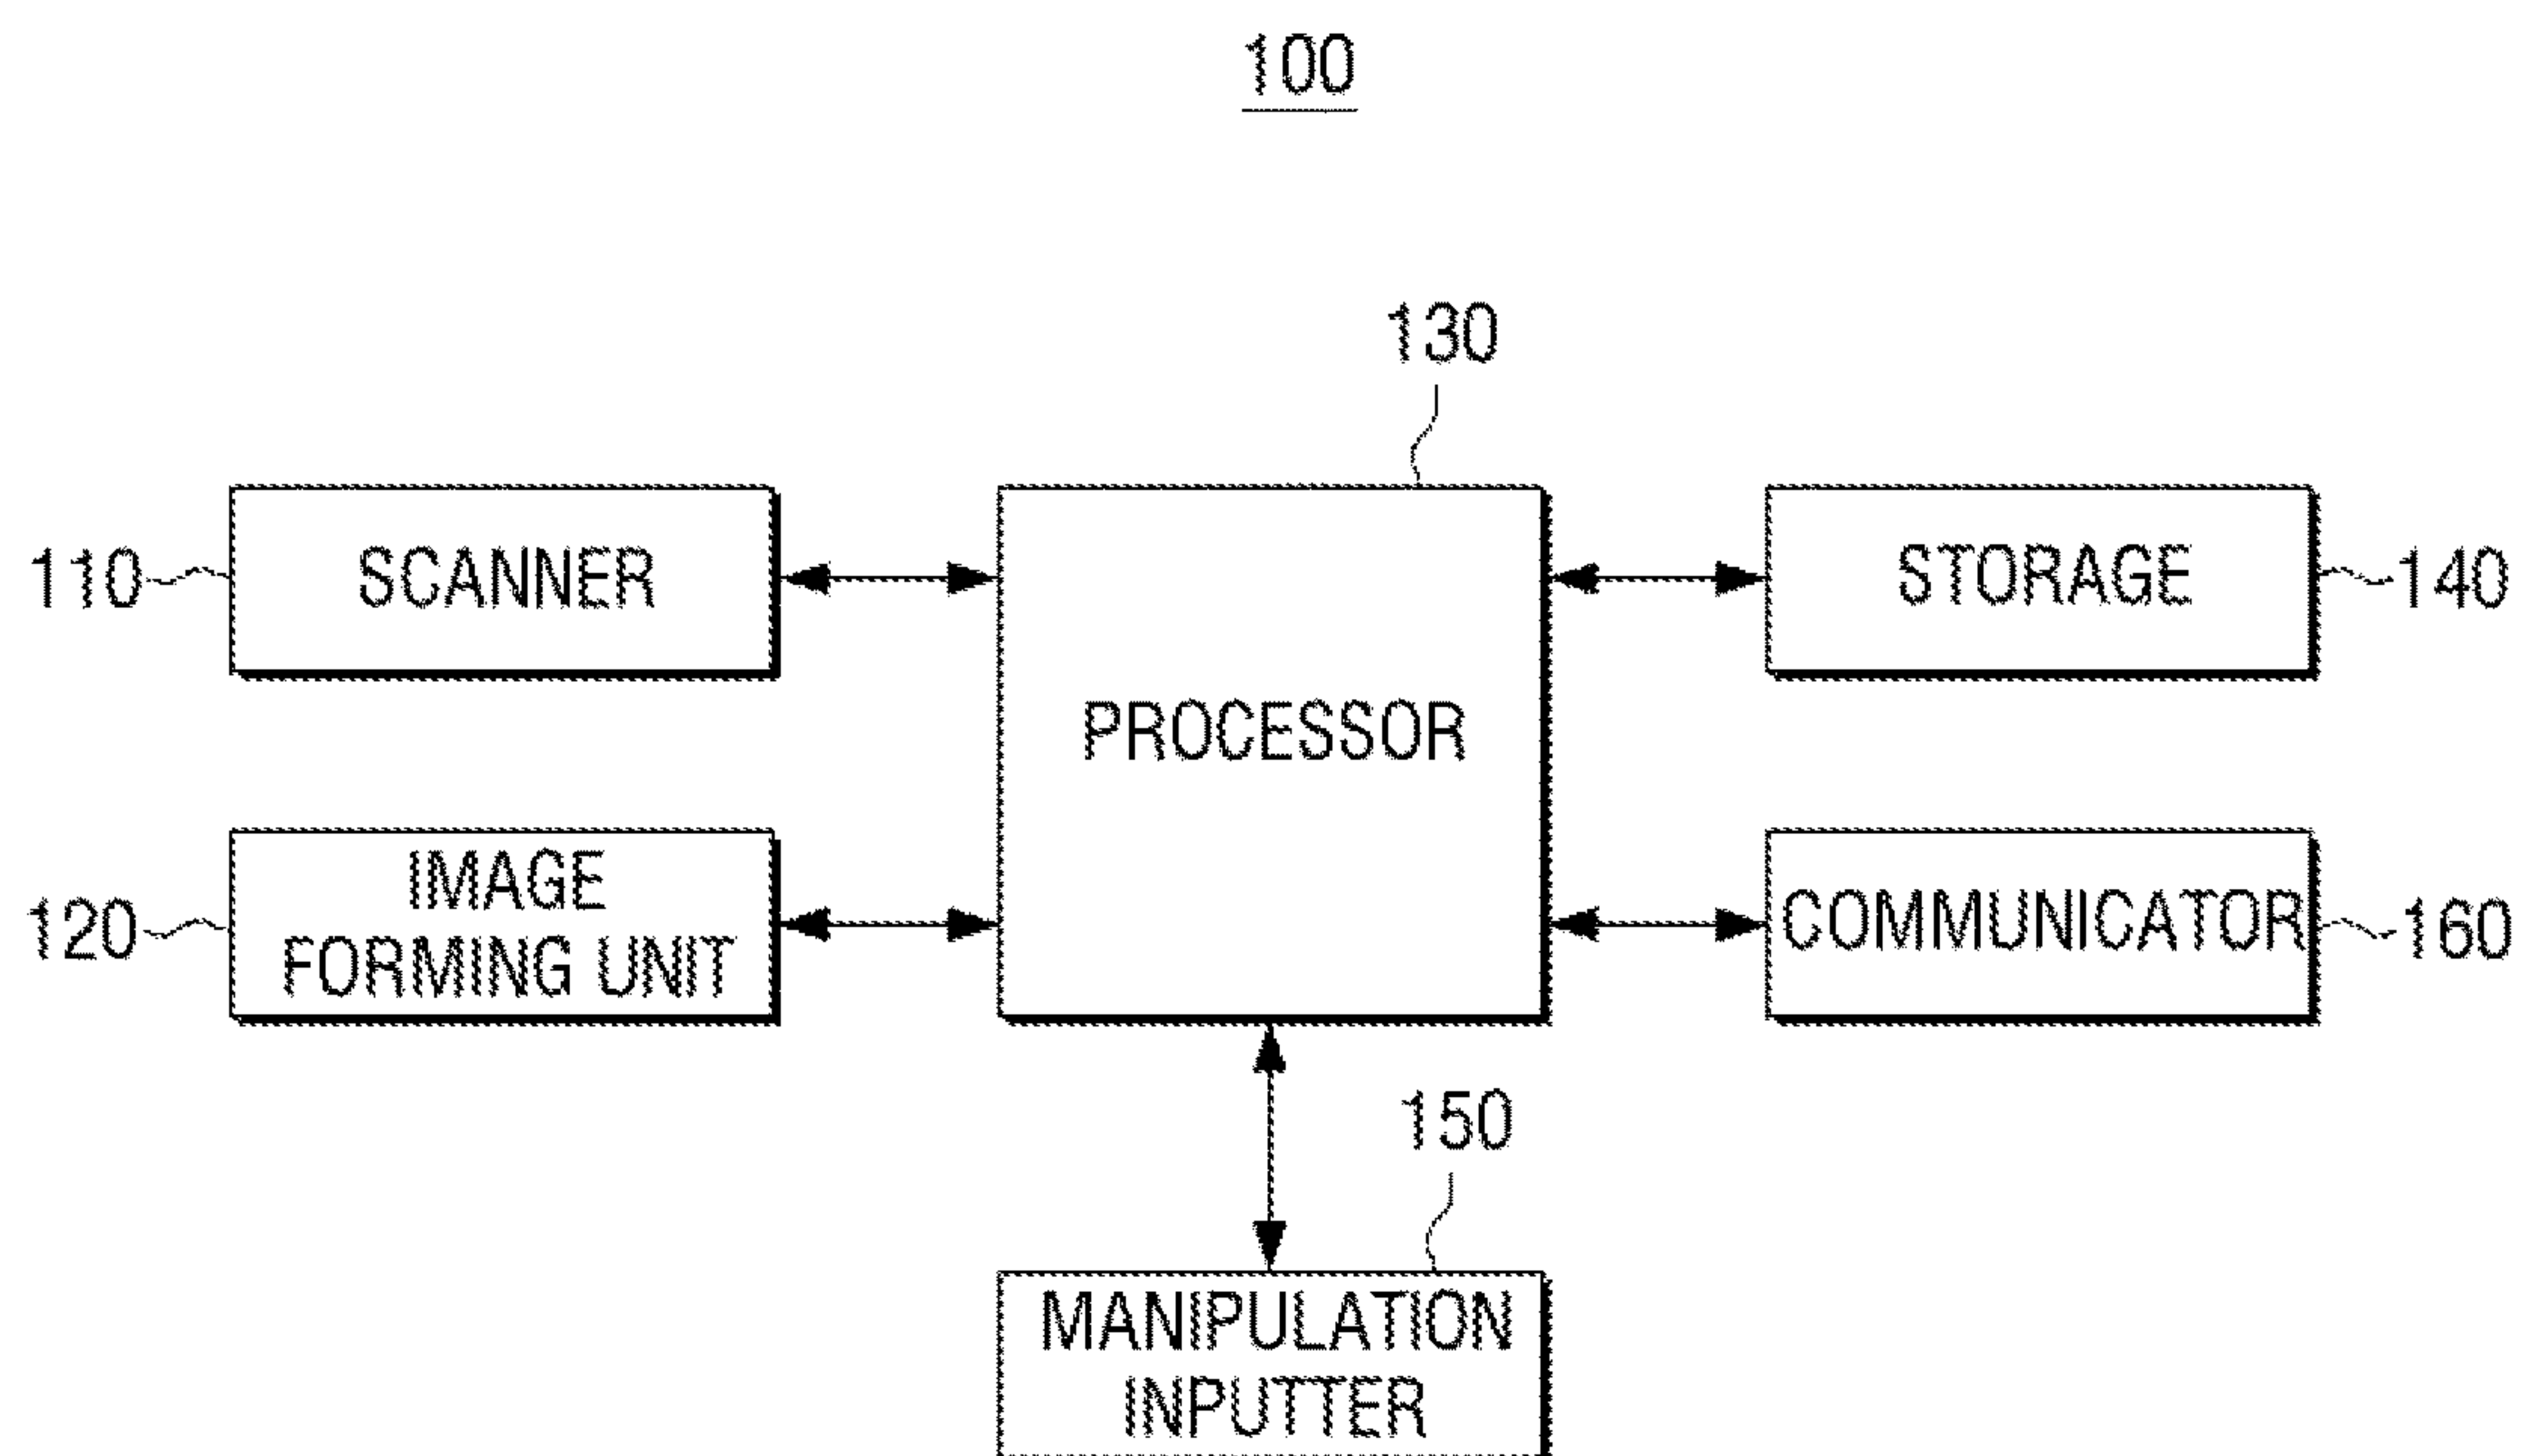 100
130
110
SCANNER
STORAGE
140
PROCESSOR
120
IMAGE
FORMING UNIT
COMMUNICATOR
160
150
MANIPULATION
INPUTTER